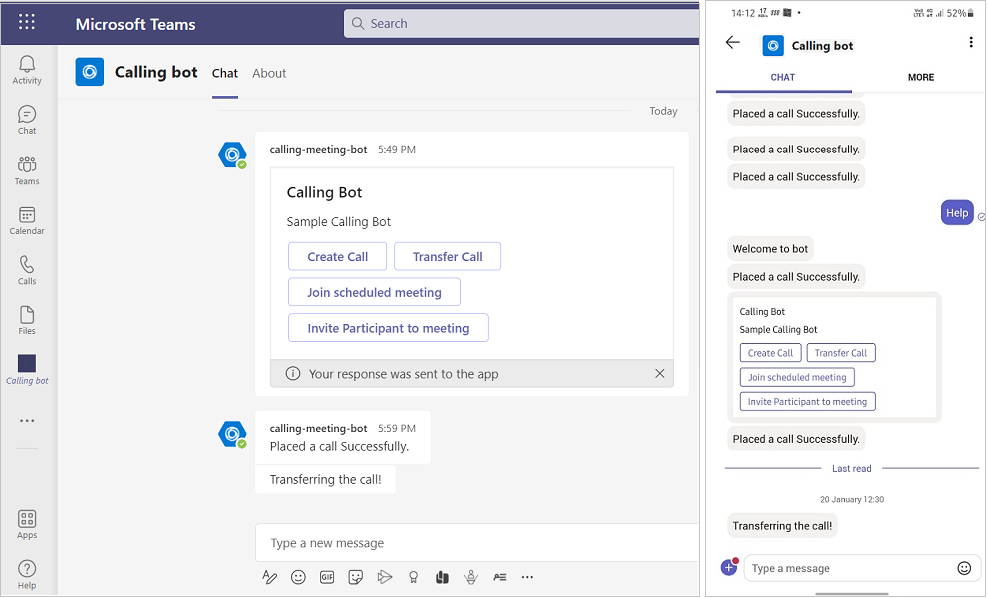 Microsoft Teams
Search
Activity
Chat
Teams
Calendar
Calls
Files
Calling bot
Apps
Help
Calling bot Chat About
Today
calling-meeting-bot 5:49 PM
Calling Bot
Sample Calling Bot
Create Call Transfer Call
Join scheduled meeting
Invite Participant to meeting
Your response was sent to the app
calling-meeting-bot 5:59 PM
Placed a call Successfully.
Transferring the call!
Type a new message
GIF
14:12 52%
Calling bot
CHAT MORE
Placed a call Successfully.
Placed a call Successfully.
Placed a call Successfully.
Help
Welcome to bot
Placed a call Successfully.
Calling Bot
Sample Calling Bot
Create Call Transfer Call
Join scheduled meeting
Invite Participant to meeting
Placed a call Successfully.
Last read
20 January 12:30
Transferring the call!
Type a message